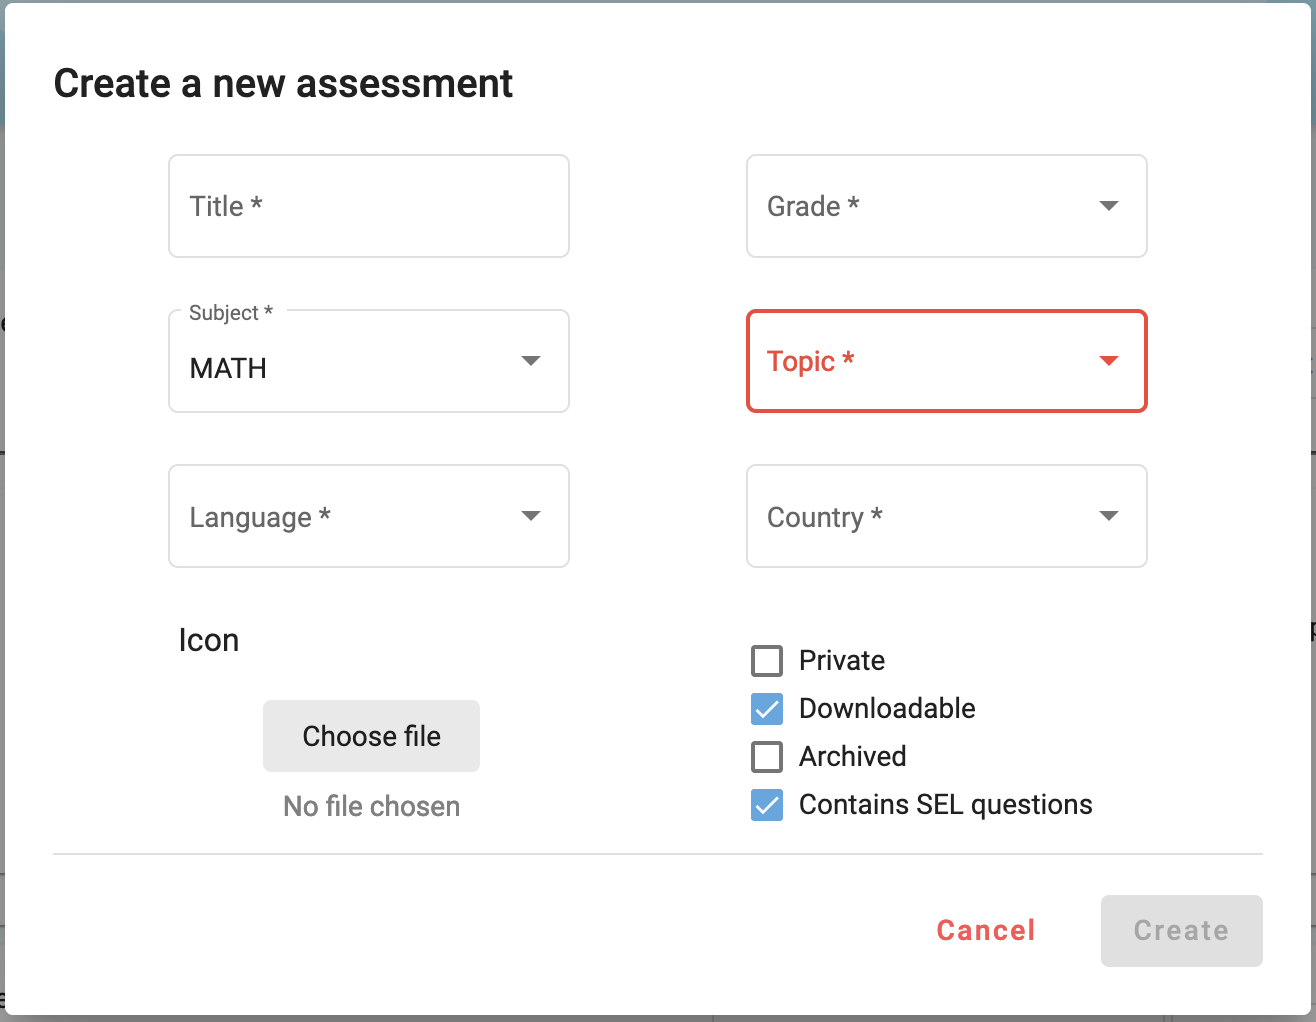 Create a new assessment
Title *
Grade *
Subject *
MATH
Topic *
Language *
Country *
Icon
Choose file
No file chosen
Private
Downloadable
Archived
Contains SEL questions
Cancel
Create